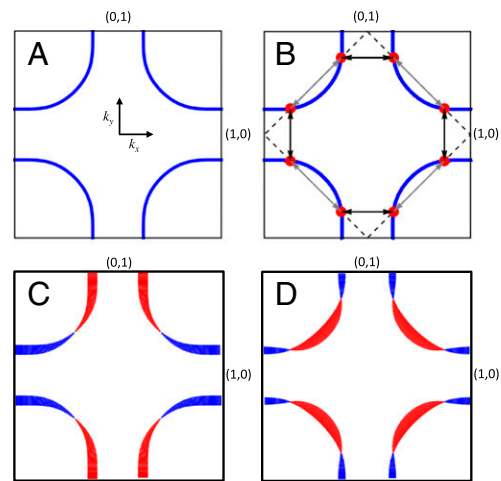 (0,1)
(0,1)
A
B
k_y
k_x
(1,0)
(1,0)
(0,1)
(0,1)
C
D
(1,0)
(1,0)